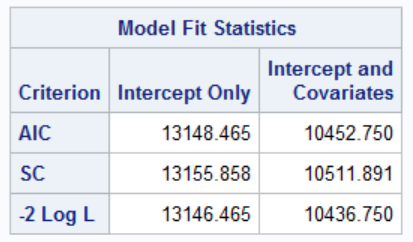 Model Fit Statistics
Criterion Intercept Only Intercept and Covariates
AIC 13148.465 10452.750
SC 13155.858 10511.891
-2 Log L 13146.465 10436.750